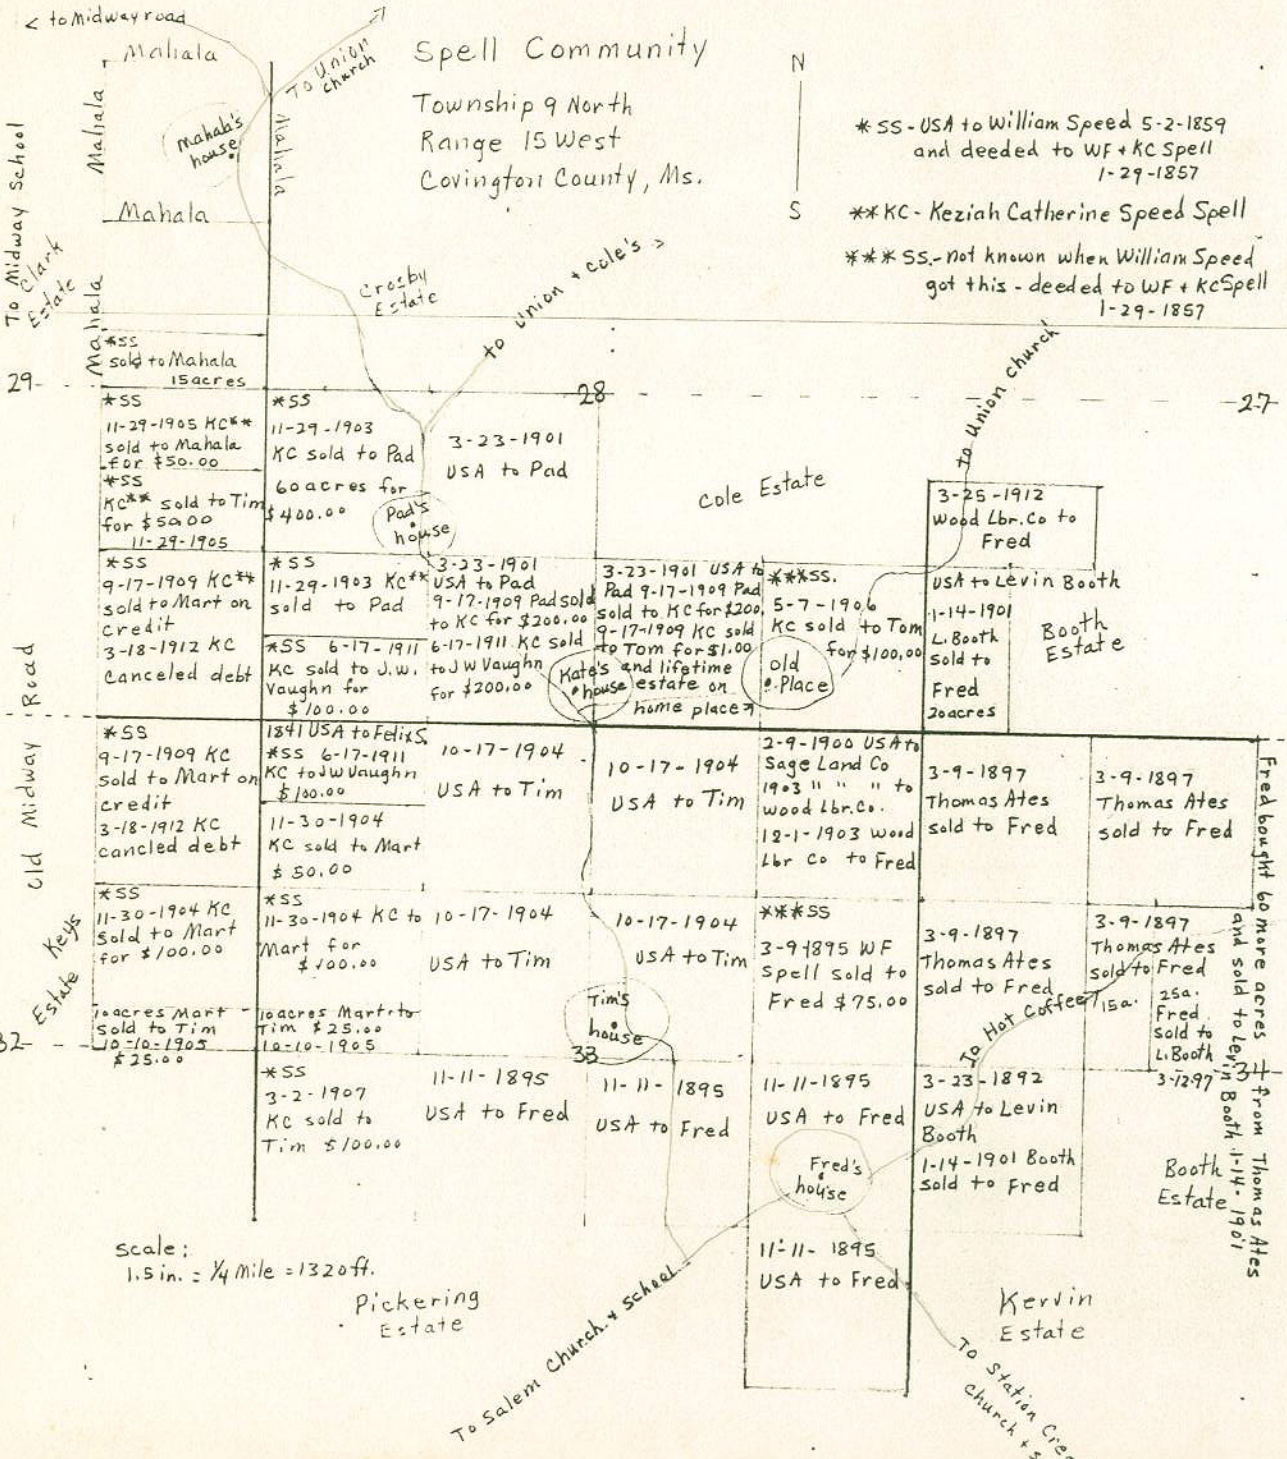 < to Midway road
Mahala
To Union
church
Mahala
Mahala
Mahala's
house
Mahala
To Midway School
Clark
Estate
Mahala
Spell Community
Township 9 North
Range 15 West
Covington County, Ms.
N
S
*SS-USA to William Speed 5-2-1859
and deeded to WF + KC Spell
1-29-1857
**KC- Keziah Catherine Speed Spell
***SS.-not known when William Speed
got this - deeded to WF + KC Spell
1-29-1857
Crosby
Estate
to Union + Cole's >
to Union church
*SS
sold to Mahala
15 acres
29-
28
-27
*SS
11-29-1905 KC**
sold to Mahala
for $50.00
*SS
KC** sold to Tim
for $50.00
11-29-1905
*SS
11-29-1903
KC sold to Pad
60 acres for
$400.00
3-23-1901
USA to Pad
Pad's
house
Cole Estate
3-25-1912
Wood Lbr. Co to
Fred
*SS
9-17-1909 KC**
sold to Mart on
credit
3-18-1912 KC
canceled debt
*SS
11-29-1903 KC**
sold to Pad
*SS 6-17-1911
KC sold to J.W.
Vaughn for
$100.00
3-23-1901
USA to Pad
9-17-1909 Pad sold
to KC for $200.00
6-17-1911 KC sold
to JW Vaughn
for $200.00
3-23-1901 USA to
Pad 9-17-1909 Pad
sold to KC for $200.
9-17-1909 KC sold
to Tom for $1.00
and lifetime
estate on
home place
Kate's
house
***SS.
5-7-1906
KC sold to Tom
for $100.00
old
Place
USA to Levin Booth
1-14-1901
L. Booth
sold to
Fred
20 acres
Booth
Estate
Old Midway Road
*SS
9-17-1909 KC
sold to Mart on
credit
3-18-1912 KC
cancled debt
1841 USA to Felix S.
*SS 6-17-1911
KC to JW Vaughn
$100.00
11-30-1904
KC sold to Mart
$50.00
10-17-1904
USA to Tim
10-17-1904
USA to Tim
2-9-1900 USA to
Sage Land Co
1903 " " " to
Wood Lbr. Co.
12-1-1903 Wood
Lbr Co to Fred
3-9-1897
Thomas Ates
sold to Fred
3-9-1897
Thomas Ates
sold to Fred
Fred bought 60 more acres from Thomas Ates
and sold to Levin Booth 1-14-1901
Keys
Estate
*SS
11-30-1904 KC
Sold to Mart
for $100.00
10 acres Mart
Sold to Tim
10-10-1905
$25.00
*SS
11-30-1904 KC to
Mart for
$100.00
10 acres Mart to
Tim $25.00
10-10-1905
10-17-1904
USA to Tim
10-17-1904
USA to Tim
Tim's
house
***SS
3-9-1895 WF
Spell sold to
Fred $75.00
3-9-1897
Thomas Ates
sold to Fred
To Hot Coffee
3-9-1897
Thomas Ates
sold to Fred
15a.
25a.
Fred
sold to
L. Booth
3-12-97
32-
33
34
*SS
3-2-1907
KC sold to
Tim $100.00
11-11-1895
USA to Fred
11-11-1895
USA to Fred
11-11-1895
USA to Fred
Fred's
house
3-23-1892
USA to Levin
Booth
1-14-1901 Booth
sold to Fred
Booth
Estate
11-11-1895
USA to Fred
Scale:
1.5 in. = 1/4 Mile = 1320 ft.
Pickering
Estate
To Salem Church + School
Kervin
Estate
To Station
church +